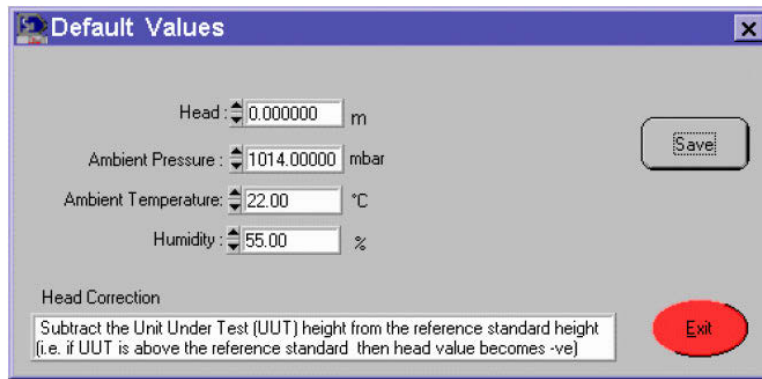 Default Values
Head : 0.000000 m
Ambient Pressure : 1014.00000 mbar
Ambient Temperature: 22.00 °C
Humidity : 55.00 %
Save
Head Correction
Subtract the Unit Under Test (UUT) height from the reference standard height
(i.e. if UUT is above the reference standard then head value becomes -ve)
Exit